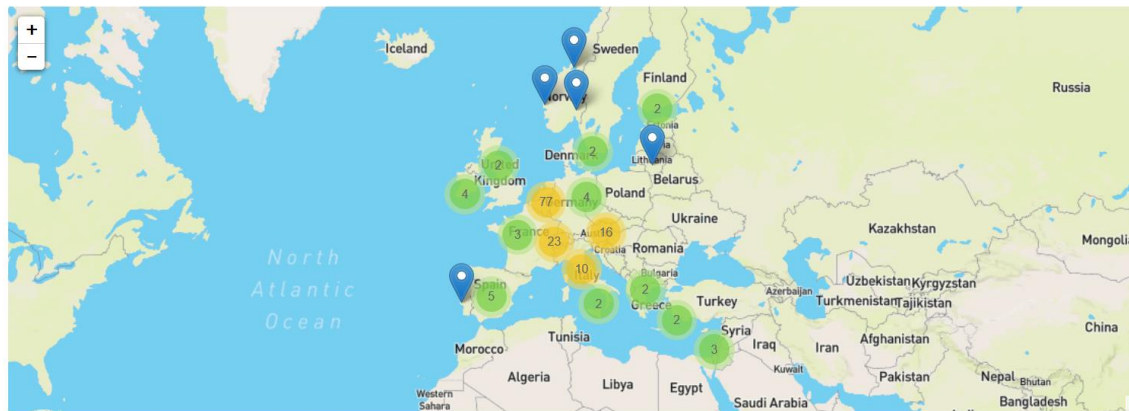 +
−
Iceland
Sweden
Finland
Russia
Norway
2
Estonia
2
Denmark
Lithuania
2
United
Kingdom
4
77
Germany
4
Poland
Belarus
Ukraine
Kazakhstan
Mongolia
3
France
23
16
Croatia
Romania
North
Atlantic
Ocean
10
Italy
Bulgaria
Spain
5
2
2
Greece
Turkey
Azerbaijan
Uzbekistan
Kyrgyzstan
Turkmenistan
Tajikistan
2
3
Syria
China
Morocco
Tunisia
Iraq
Iran
Afghanistan
Algeria
Libya
Egypt
Kuwait
Pakistan
Nepal
Bhutan
Western
Sahara
Saudi Arabia
Bangladesh